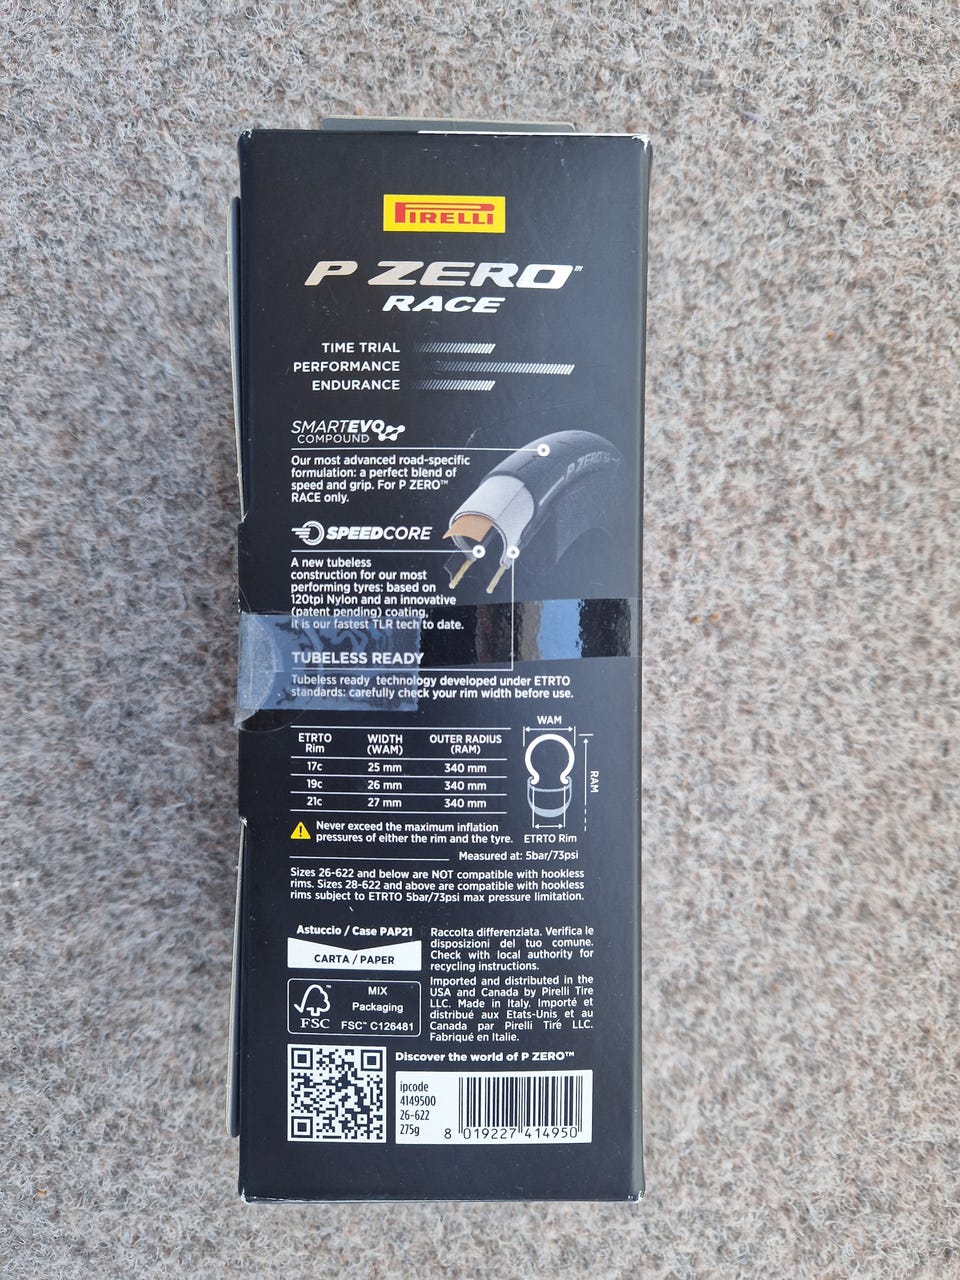 PIRELLI
P ZERO™
RACE
TIME TRIAL
PERFORMANCE
ENDURANCE
SMARTEVO
COMPOUND
Our most advanced road-specific
formulation: a perfect blend of
speed and grip. For P ZERO™
RACE only.
P ZERO
SPEEDCORE
A new tubeless
construction for our most
performing tyres: based on
120tpi Nylon and an innovative
(patent pending) coating,
it is our fastest TLR tech to date.
TUBELESS READY
Tubeless ready technology developed under ETRTO
standards: carefully check your rim width before use.
ETRTO Rim WIDTH (WAM) OUTER RADIUS (RAM)
17c 25 mm 340 mm
19c 26 mm 340 mm
21c 27 mm 340 mm
WAM
RAM
ETRTO Rim
Never exceed the maximum inflation
pressures of either the rim and the tyre.
Measured at: 5bar/73psi
Sizes 26-622 and below are NOT compatible with hookless
rims. Sizes 28-622 and above are compatible with hookless
rims subject to ETRTO 5bar/73psi max pressure limitation.
Astuccio / Case PAP21
CARTA / PAPER
FSC™
MIX
Packaging
FSC™ C126481
Raccolta differenziata. Verifica le
disposizioni del tuo comune.
Check with local authority for
recycling instructions.
Imported and distributed in the
USA and Canada by Pirelli Tire
LLC. Made in Italy. Importé et
distribué aux Etats-Unis et au
Canada par Pirelli Tire LLC.
Fabriqué en Italie.
Discover the world of P ZERO™
ipcode
4149500
26-622
275g
8 019227 414950